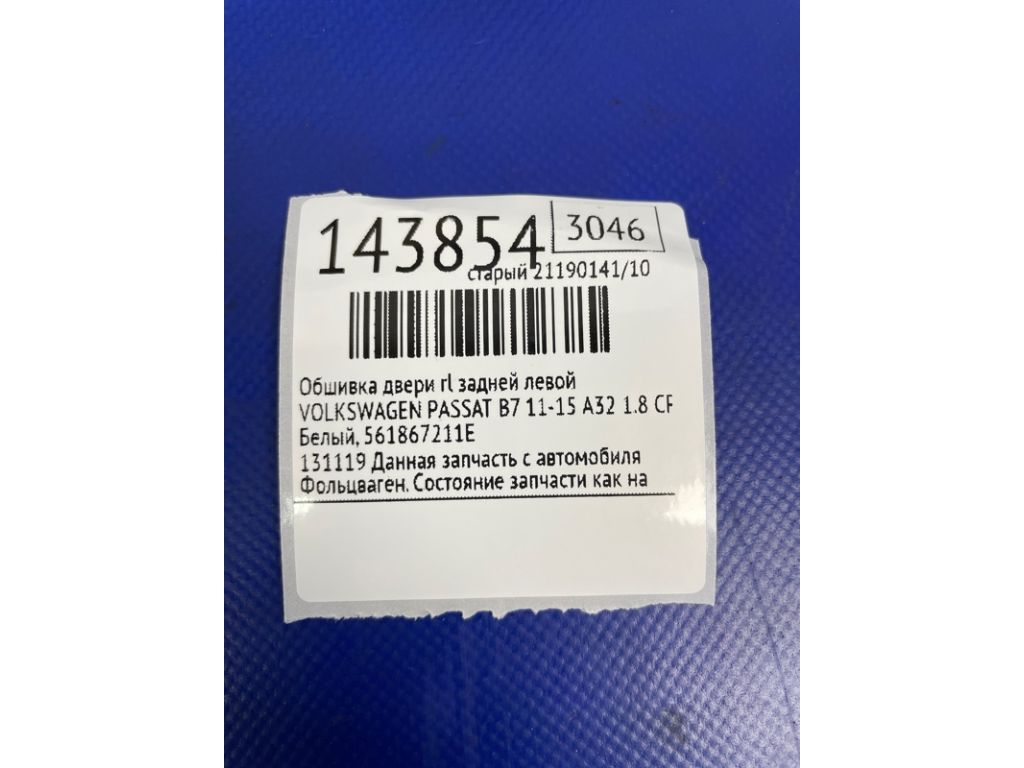 143854 3046
старый 21190141/10
Обшивка двери rl задней левой
VOLKSWAGEN PASSAT B7 11-15 A32 1.8 CF
Белый, 561867211E
131119 Данная запчасть с автомобиля
Фольцваген. Состояние запчасти как на